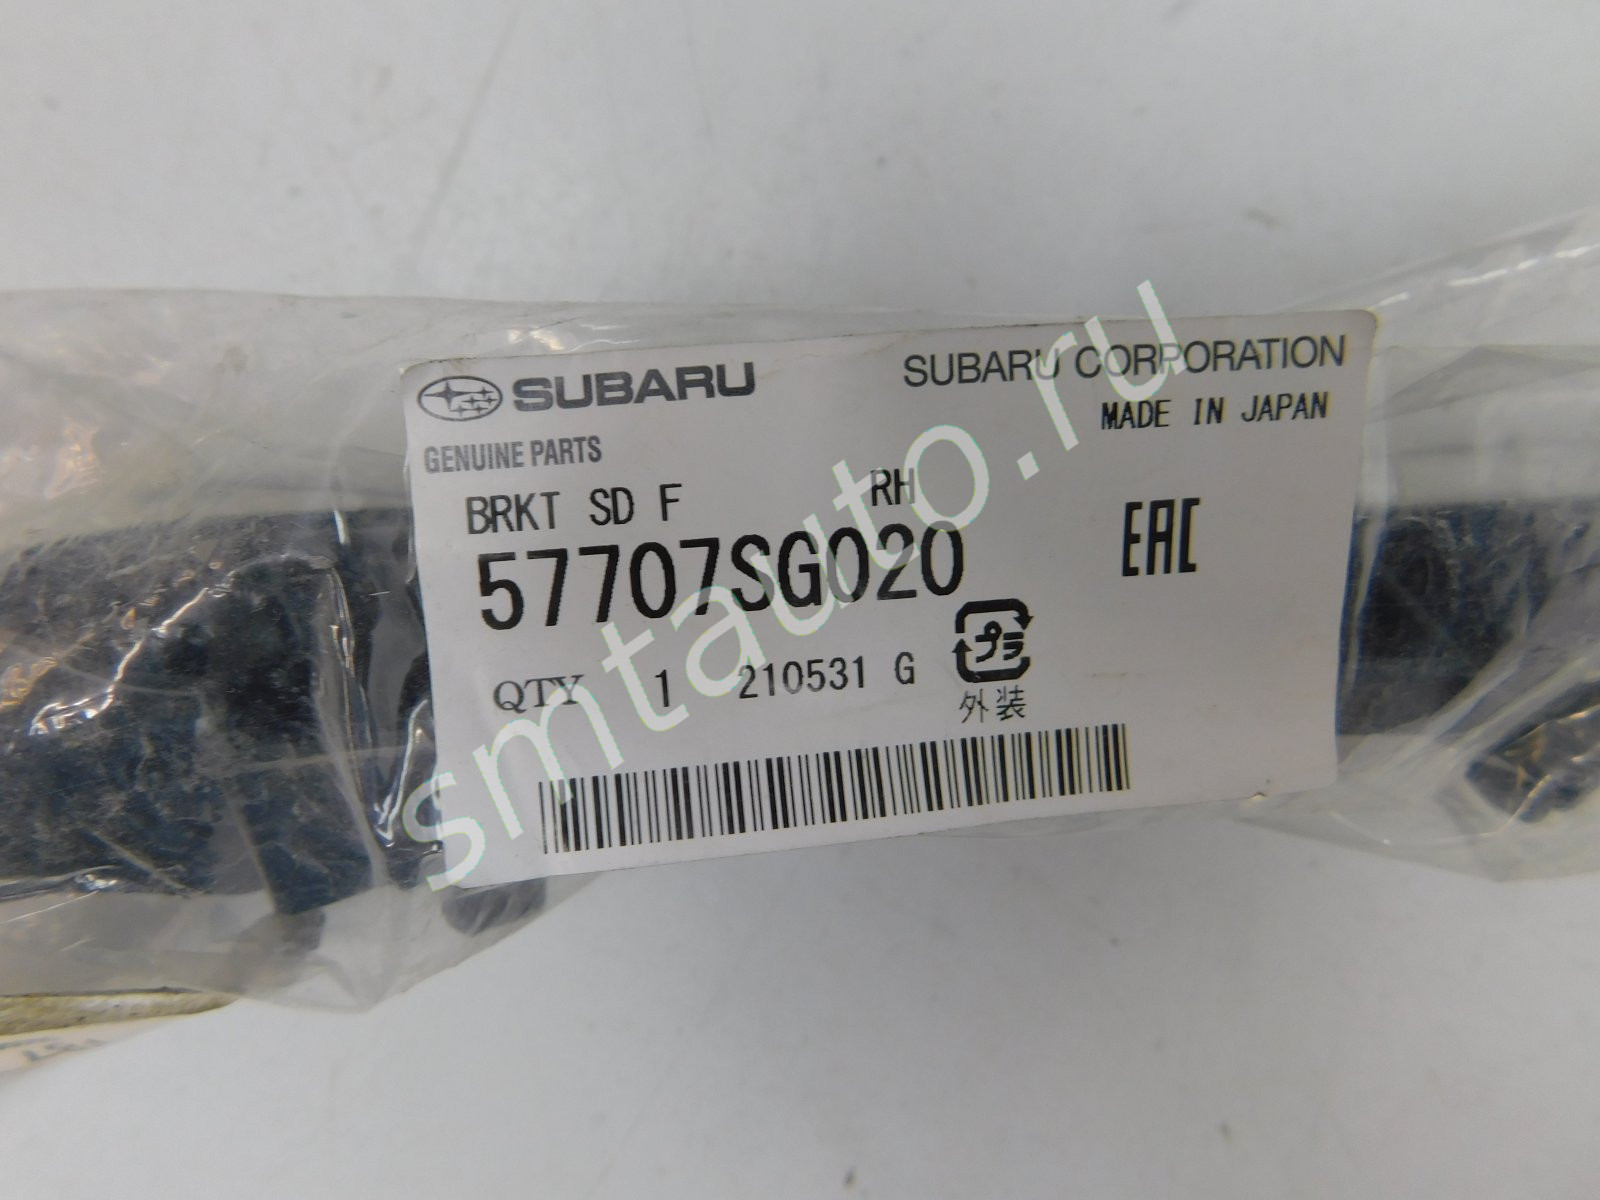 SUBARU
SUBARU CORPORATION
MADE IN JAPAN
GENUINE PARTS
BRKT SD F RH
57707SG020
EAC
QTY 1 210531 G
プラ
外装
smtauto.ru